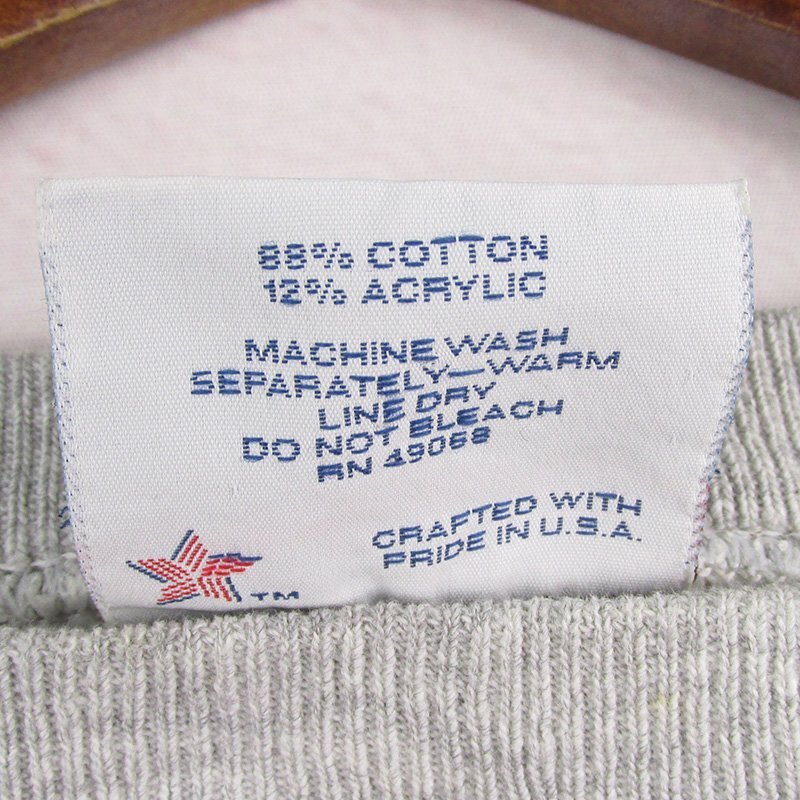 88% COTTON
12% ACRYLIC
MACHINE WASH
SEPARATELY—WARM
LINE DRY
DO NOT BLEACH
RN 49068
CRAFTED WITH
PRIDE IN U.S.A.
TM